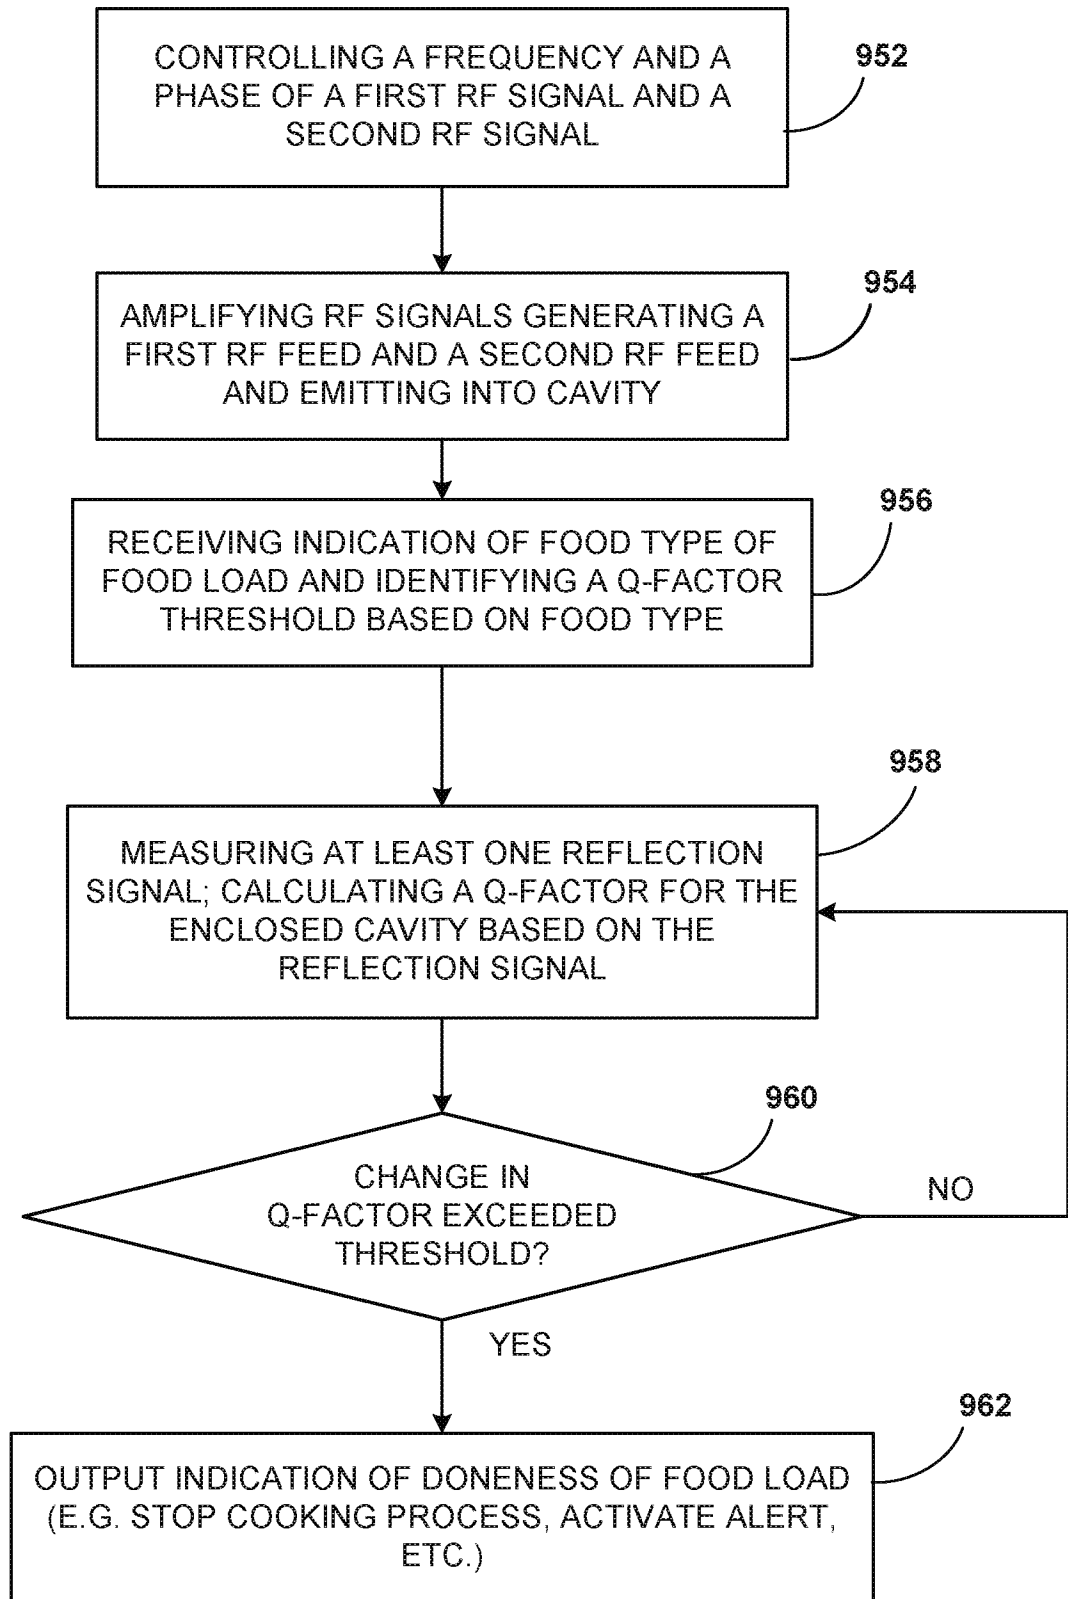 CONTROLLING A FREQUENCY AND A
PHASE OF A FIRST RF SIGNAL AND A
SECOND RF SIGNAL
952
AMPLIFYING RF SIGNALS GENERATING A
FIRST RF FEED AND A SECOND RF FEED
AND EMITTING INTO CAVITY
954
RECEIVING INDICATION OF FOOD TYPE OF
FOOD LOAD AND IDENTIFYING A Q-FACTOR
THRESHOLD BASED ON FOOD TYPE
956
MEASURING AT LEAST ONE REFLECTION
SIGNAL; CALCULATING A Q-FACTOR FOR THE
ENCLOSED CAVITY BASED ON THE
REFLECTION SIGNAL
958
CHANGE IN
Q-FACTOR EXCEEDED
THRESHOLD?
960
NO
YES
OUTPUT INDICATION OF DONENESS OF FOOD LOAD
(E.G. STOP COOKING PROCESS, ACTIVATE ALERT,
ETC.)
962